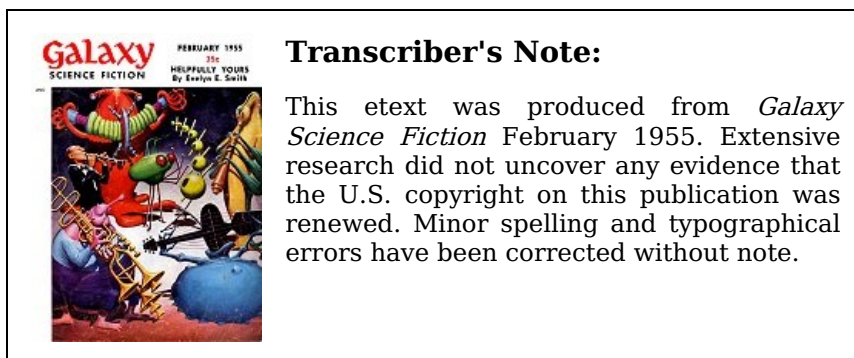 Galaxy
SCIENCE FICTION
FEBRUARY 1955
35¢
HELPFULLY YOURS
By Evelyn E. Smith
Transcriber's Note:
This etext was produced from Galaxy
Science Fiction February 1955. Extensive
research did not uncover any evidence that
the U.S. copyright on this publication was
renewed. Minor spelling and typographical
errors have been corrected without note.